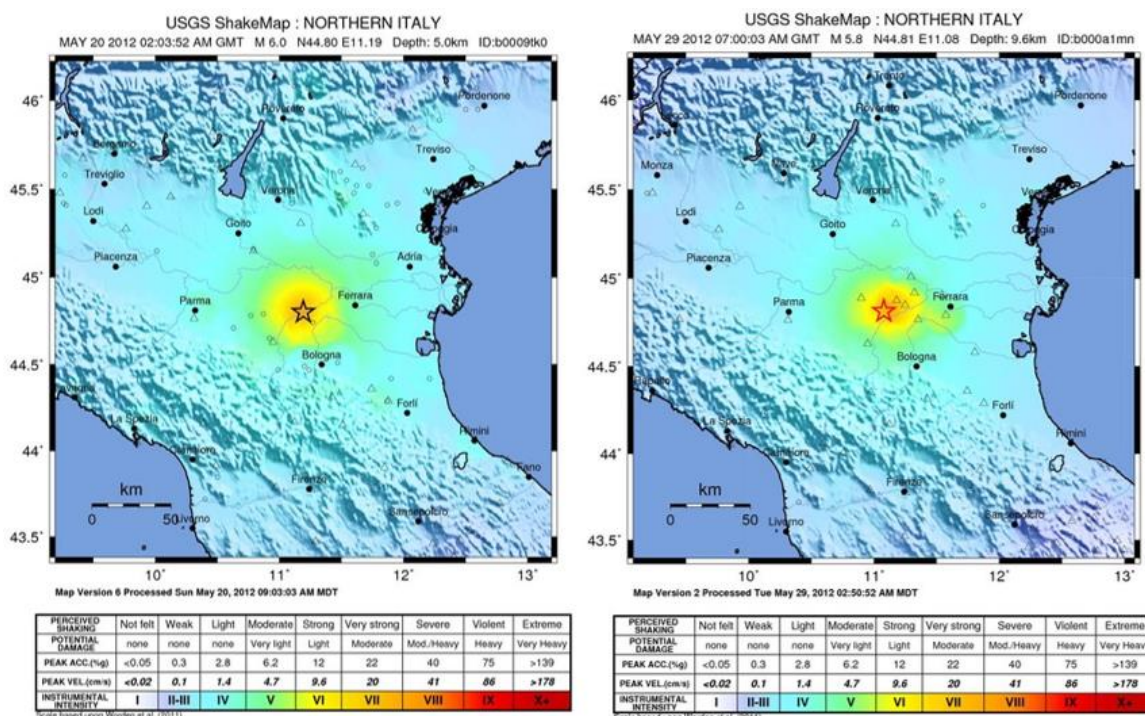 USGS ShakeMap : NORTHERN ITALY
MAY 20 2012 02:03:52 AM GMT M 6.0 N44.80 E11.19 Depth: 5.0km ID:b0009tk0
46˚
45.5˚
45˚
44.5˚
44˚
43.5˚
Pordenone
Rovereto
Bergamo
Treviso
Treviglio
Verona
Lodi
Goito
Piacenza
Adria
Parma
Ferrara
Bologna
Forlì
La Spezia
Rimini
Firenze
Fano
Sansepolcro
Livorno
km
0 50
10˚ 11˚ 12˚ 13˚
Map Version 6 Processed Sun May 20, 2012 09:03:03 AM MDT
PERCEIVED SHAKING Not felt Weak Light Moderate Strong Very strong Severe Violent Extreme
POTENTIAL DAMAGE none none none Very light Light Moderate Mod./Heavy Heavy Very Heavy
PEAK ACC.(%g) <0.05 0.3 2.8 6.2 12 22 40 75 >139
PEAK VEL.(cm/s) <0.02 0.1 1.4 4.7 9.6 20 41 86 >178
INSTRUMENTAL INTENSITY I II-III IV V VI VII VIII IX X+
Scale based upon Worden et al. (2011)
USGS ShakeMap : NORTHERN ITALY
MAY 29 2012 07:00:03 AM GMT M 5.8 N44.81 E11.08 Depth: 9.6km ID:b000a1mn
46˚
45.5˚
45˚
44.5˚
44˚
43.5˚
Trento
Pordenone
Rovereto
Treviso
Monza
Nave
Verona
Lodi
Goito
Piacenza
Parma
Ferrara
Bologna
Rapallo
Forlì
La Spezia
Rimini
Firenze
Sansepolcro
Livorno
km
0 50
10˚ 11˚ 12˚ 13˚
Map Version 2 Processed Tue May 29, 2012 02:50:52 AM MDT
PERCEIVED SHAKING Not felt Weak Light Moderate Strong Very strong Severe Violent Extreme
POTENTIAL DAMAGE none none none Very light Light Moderate Mod./Heavy Heavy Very Heavy
PEAK ACC.(%g) <0.05 0.3 2.8 6.2 12 22 40 75 >139
PEAK VEL.(cm/s) <0.02 0.1 1.4 4.7 9.6 20 41 86 >178
INSTRUMENTAL INTENSITY I II-III IV V VI VII VIII IX X+